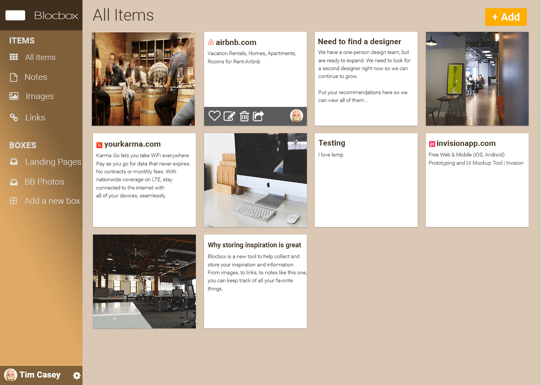 Blocbox
All Items
+ Add
ITEMS
All Items
Notes
Images
Links
BOXES
Landing Pages
BB Photos
Add a new box
Tim Casey
airbnb.com
Vacation Rentals, Homes, Apartments,
Rooms for Rent-Airbnb
Need to find a designer
We have a one-person design team, but
are ready to expand. We need to look for
a second designer right now so we can
continue to grow.
Put your recommendations here so we
can view all of them...
yourkarma.com
Karma Go lets you take WiFi everywhere
Pay as you go for data that never expires.
No contracts or monthly fees. With
nationwide coverage on LTE, stay
connected to the internet with
all of your devices, seamlessly.
Testing
I love lamp.
invisionapp.com
Free Web & Mobile (iOS, Android)
Prototyping and UI Mockup Tool | Invision
Why storing inspiration is great
Blocbox is a new tool to help collect and
store your inspiration and information.
From images, to links, to notes like this one,
you can keep track of all your favorite
things.